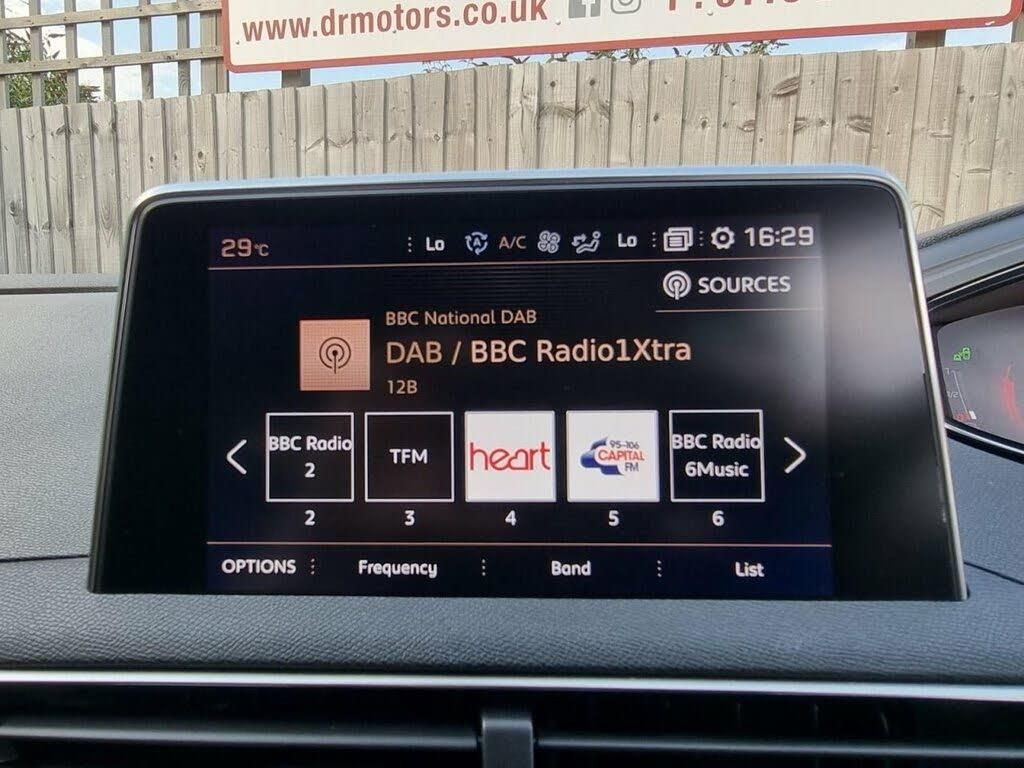 www.drmotors.co.uk
29°C
Lo A A/C Lo 16:29
SOURCES
BBC National DAB
DAB / BBC Radio1Xtra
12B
BBC Radio
2
TFM
heart
95-106
CAPITAL
FM
BBC Radio
6Music
2 3 4 5 6
OPTIONS Frequency Band List